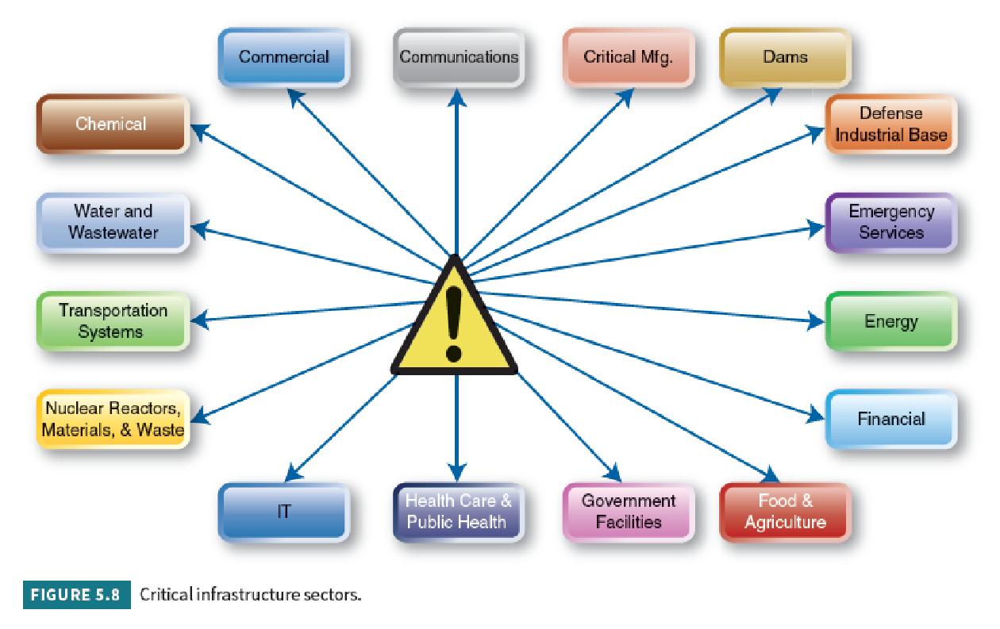 Commercial
Communications
Critical Mfg.
Dams
Chemical
Defense
Industrial Base
Water and
Wastewater
Emergency
Services
Transportation
Systems
Energy
Nuclear Reactors,
Materials, & Waste
Financial
IT
Health Care &
Public Health
Government
Facilities
Food &
Agriculture
FIGURE 5.8 Critical infrastructure sectors.